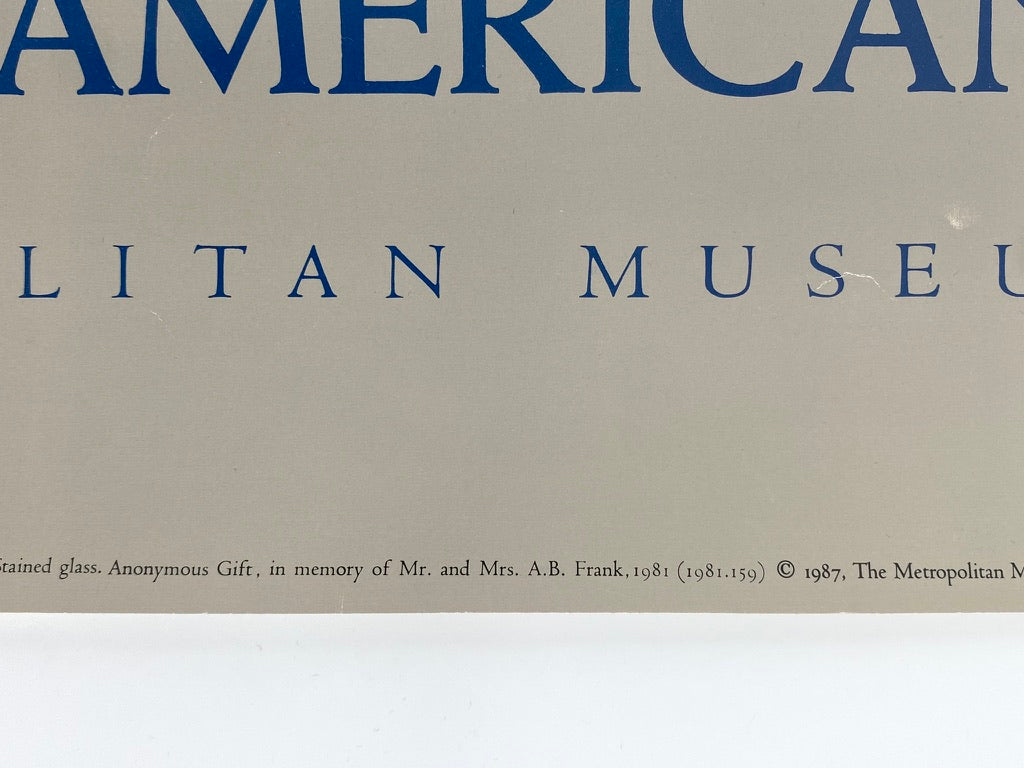 AMERICAN
LITAN MUSEU
Stained glass. Anonymous Gift, in memory of Mr. and Mrs. A.B. Frank, 1981 (1981.159) © 1987, The Metropolitan M